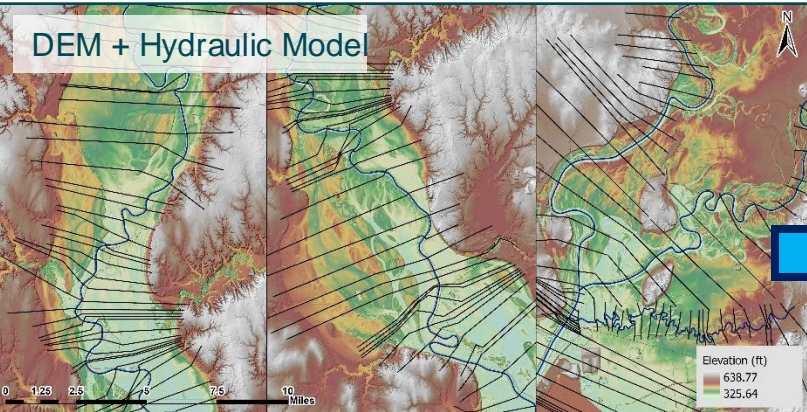 DEM + Hydraulic Model
N
0 1.25 2.5 5 7.5 10
Miles
Elevation (ft)
638.77
325.64